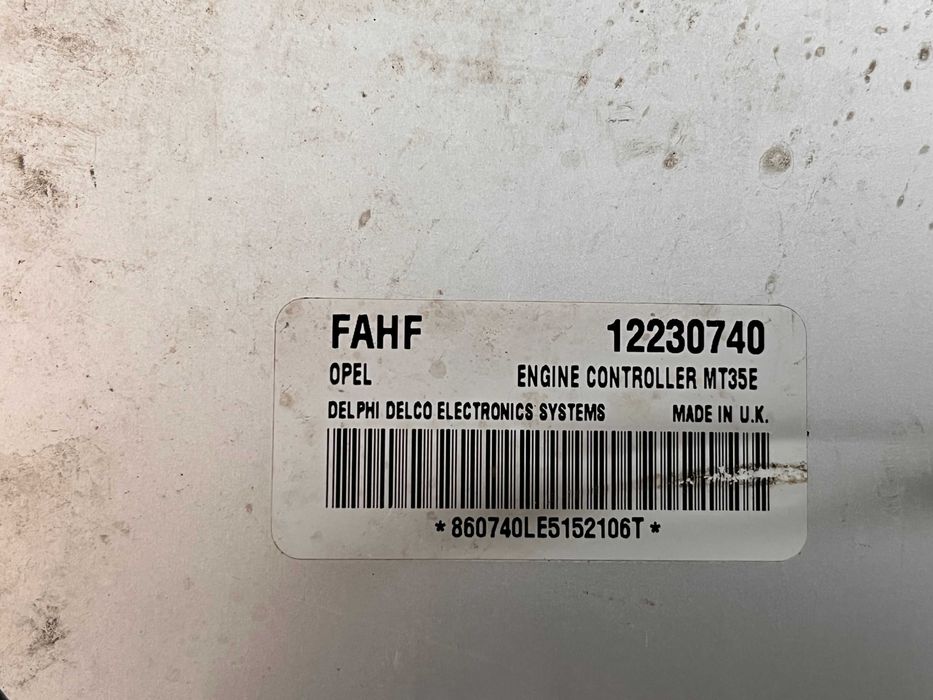 FAHF 12230740
OPEL ENGINE CONTROLLER MT35E
DELPHI DELCO ELECTRONICS SYSTEMS MADE IN U.K.
*860740LE5152106T*